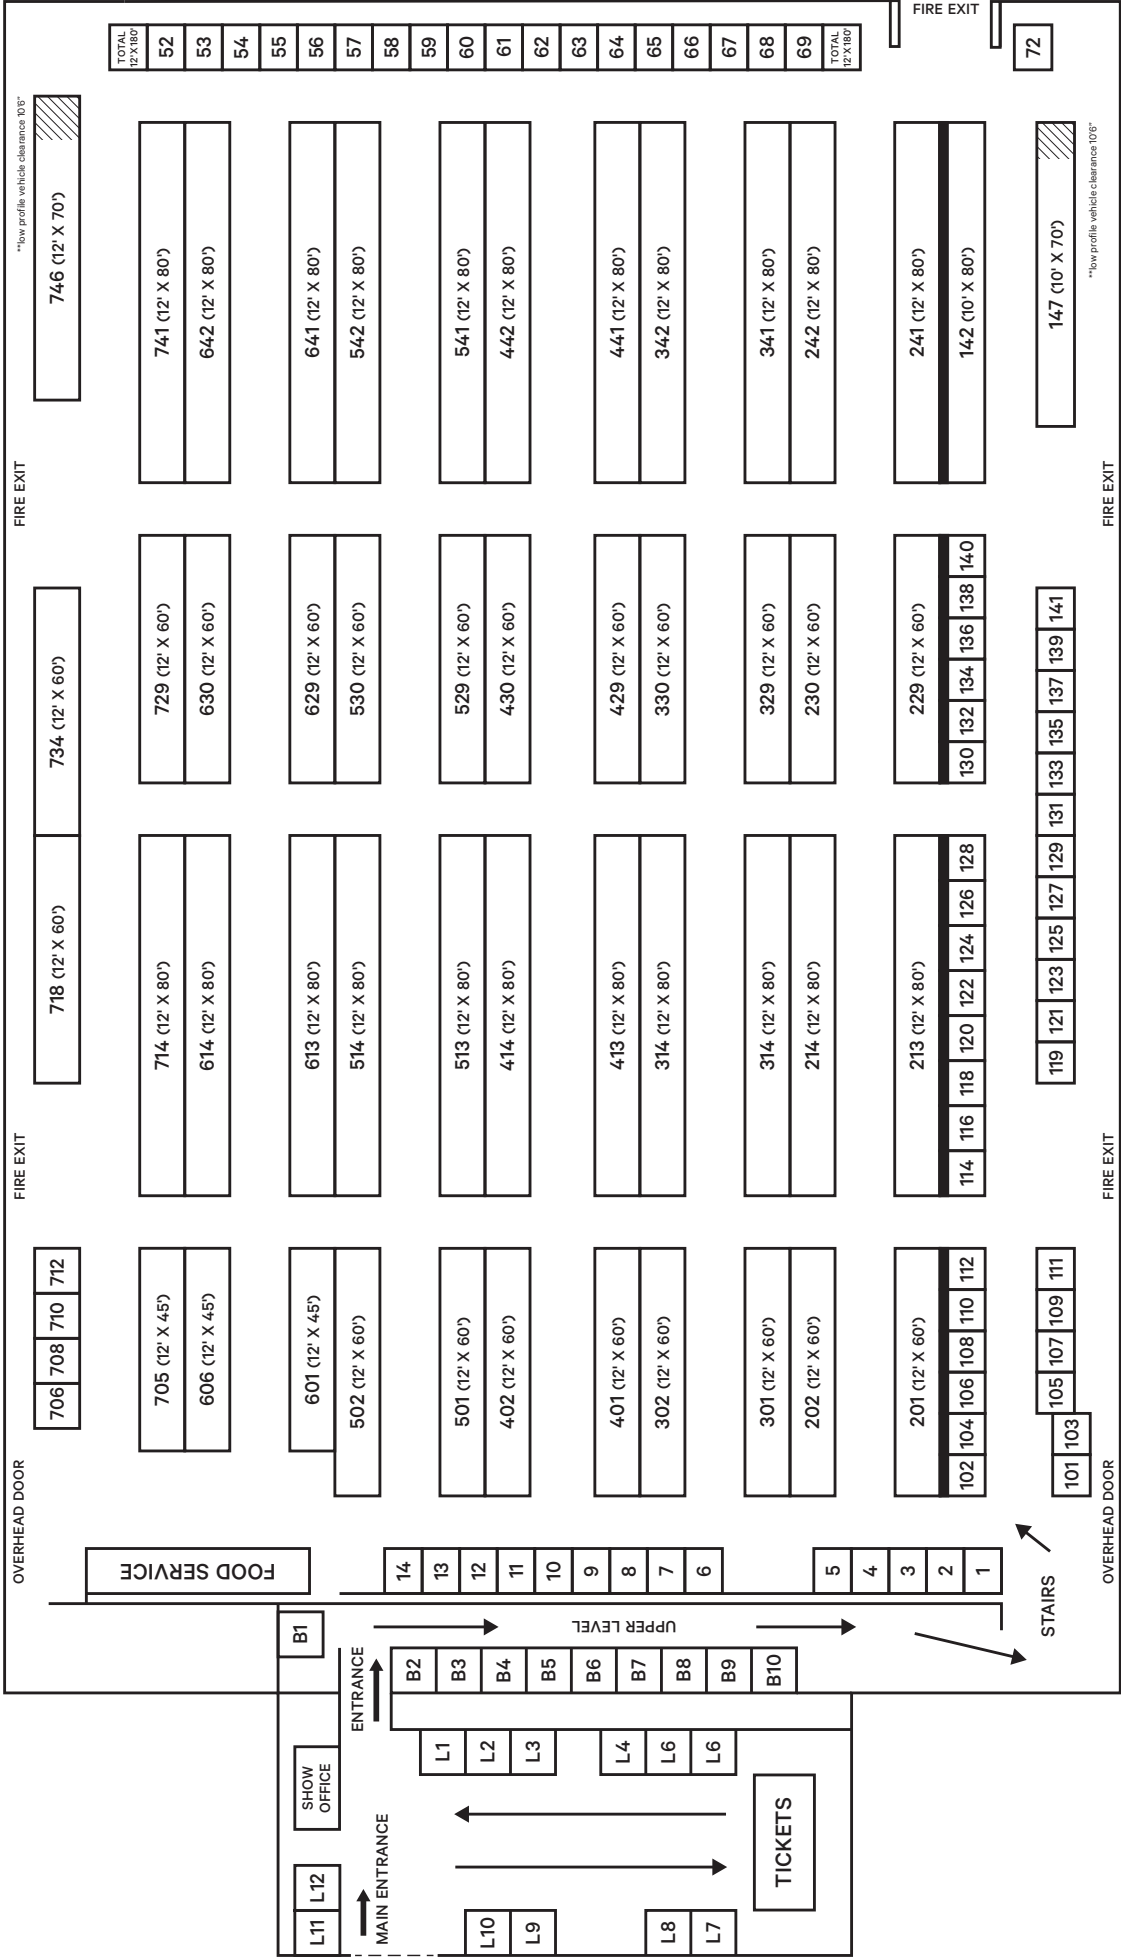 FIRE EXIT
TOTAL
12'X180'
52
53
54
55
56
57
58
59
60
61
62
63
64
65
66
67
68
69
TOTAL
12'X180'
72
**low profile vehicle clearance 10'6"
746 (12' X 70')
741 (12' X 80')
642 (12' X 80')
641 (12' X 80')
542 (12' X 80')
541 (12' X 80')
442 (12' X 80')
441 (12' X 80')
342 (12' X 80')
341 (12' X 80')
242 (12' X 80')
241 (12' X 80')
142 (10' X 80')
147 (10' X 70')
**low profile vehicle clearance 10'6"
FIRE EXIT
FIRE EXIT
734 (12' X 60')
729 (12' X 60')
630 (12' X 60')
629 (12' X 60')
530 (12' X 60')
529 (12' X 60')
430 (12' X 60')
429 (12' X 60')
330 (12' X 60')
329 (12' X 60')
230 (12' X 60')
229 (12' X 60')
140
138
136
134
132
130
141
139
137
135
133
131
129
127
125
123
121
119
718 (12' X 60')
714 (12' X 80')
614 (12' X 80')
613 (12' X 80')
514 (12' X 80')
513 (12' X 80')
414 (12' X 80')
413 (12' X 80')
314 (12' X 80')
314 (12' X 80')
214 (12' X 80')
213 (12' X 80')
128
126
124
122
120
118
116
114
FIRE EXIT
FIRE EXIT
712
710
708
706
705 (12' X 45')
606 (12' X 45')
601 (12' X 45')
502 (12' X 60')
501 (12' X 60')
402 (12' X 60')
401 (12' X 60')
302 (12' X 60')
301 (12' X 60')
202 (12' X 60')
201 (12' X 60')
112
110
108
106
104
102
111
109
107
105
103
101
OVERHEAD DOOR
OVERHEAD DOOR
FOOD SERVICE
14
13
12
11
10
9
8
7
6
5
4
3
2
1
STAIRS
B1
UPPER LEVEL
ENTRANCE
B2
B3
B4
B5
B6
B7
B8
B9
B10
L1
L2
L3
L4
L6
L6
SHOW
OFFICE
TICKETS
MAIN ENTRANCE
L12
L11
L10
L9
L8
L7